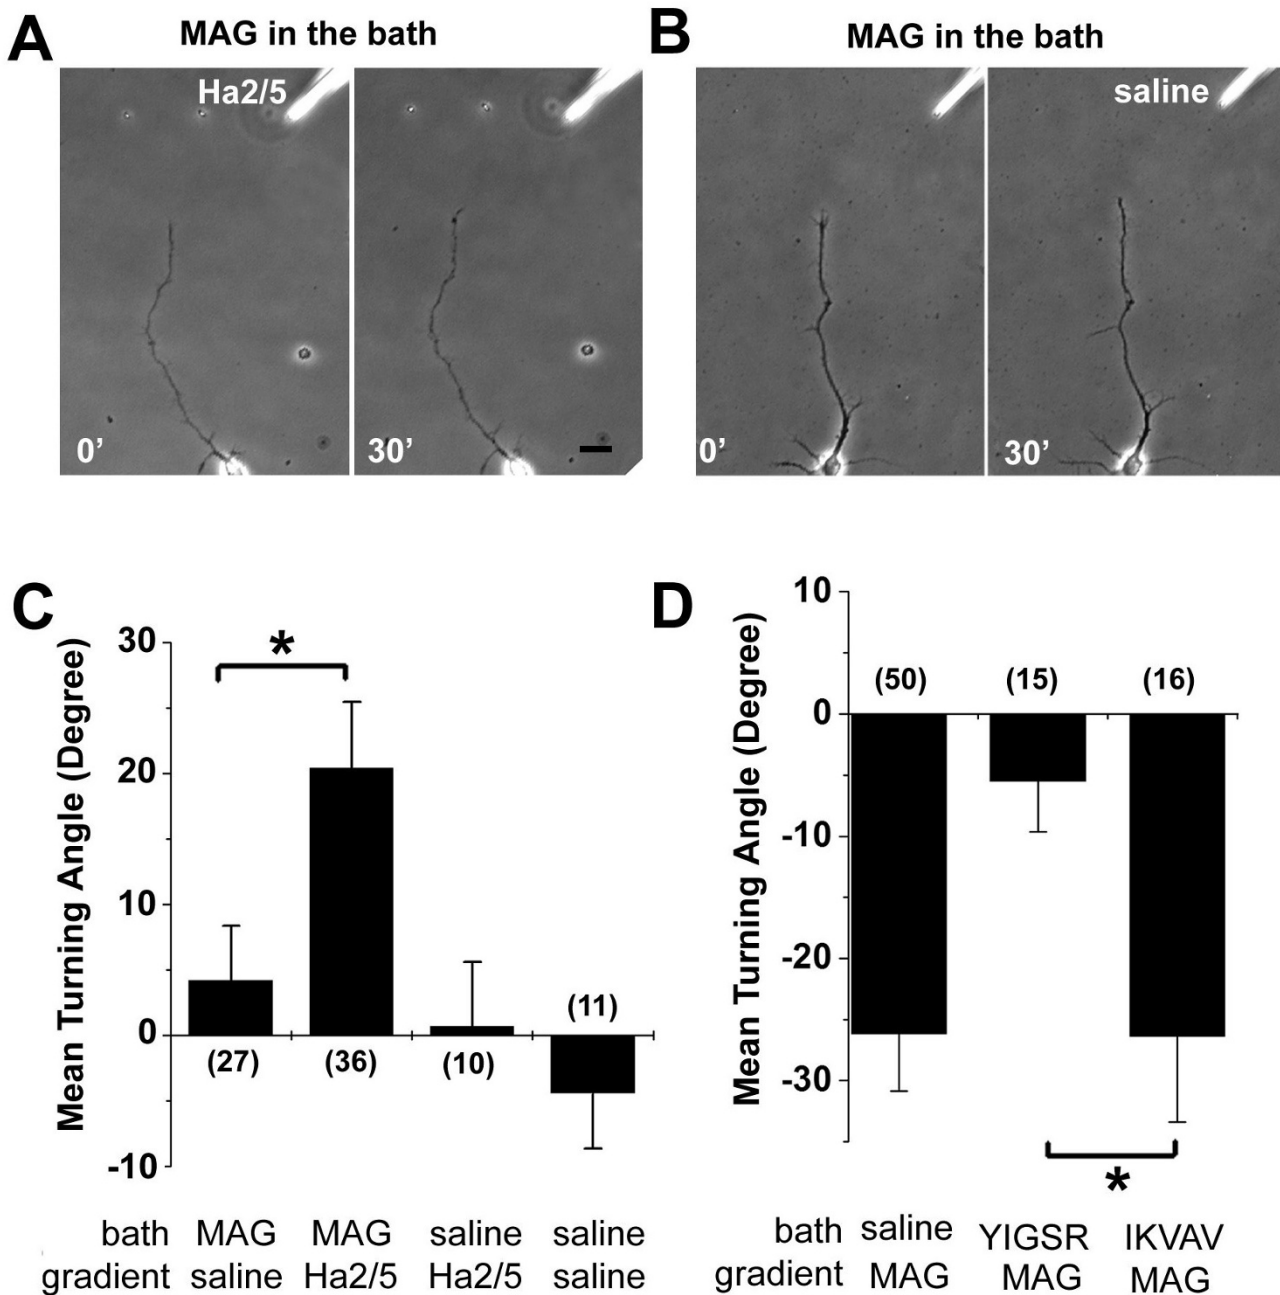 A
MAG in the bath
Ha2/5
0’
30’
B
MAG in the bath
saline
0’
30’
C
Mean Turning Angle (Degree)
30
20
10
0
-10
*
(27)
(36)
(10)
(11)
bath MAG MAG saline saline
gradient saline Ha2/5 Ha2/5 saline
D
Mean Turning Angle (Degree)
10
0
-10
-20
-30
(50)
(15)
(16)
*
bath saline YIGSR IKVAV
gradient MAG MAG MAG